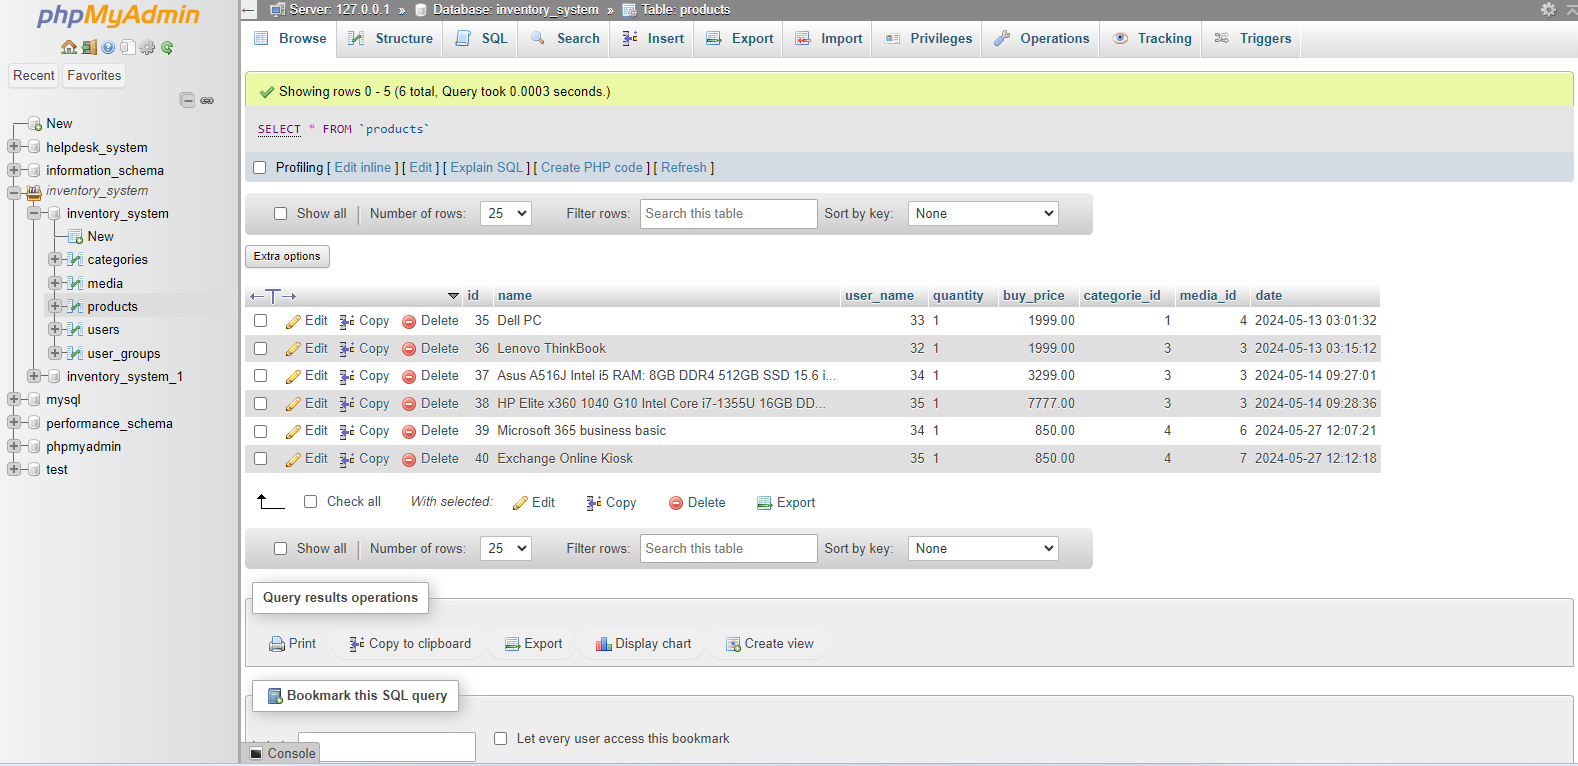 phpMyAdmin
Recent Favorites
New
helpdesk_system
information_schema
inventory_system
inventory_system
New
categories
media
products
users
user_groups
inventory_system_1
mysql
performance_schema
phpmyadmin
test
Server: 127.0.0.1 » Database: inventory_system » Table: products
Browse Structure SQL Search Insert Export Import Privileges Operations Tracking Triggers
Showing rows 0 - 5 (6 total, Query took 0.0003 seconds.)
SELECT * FROM `products`
Profiling [ Edit inline ] [ Edit ] [ Explain SQL ] [ Create PHP code ] [ Refresh ]
Show all Number of rows: 25 Filter rows: Search this table Sort by key: None
Extra options
id name user_name quantity buy_price categorie_id media_id date
Edit Copy Delete 35 Dell PC 33 1 1999.00 1 4 2024-05-13 03:01:32
Edit Copy Delete 36 Lenovo ThinkBook 32 1 1999.00 3 3 2024-05-13 03:15:12
Edit Copy Delete 37 Asus A516J Intel i5 RAM: 8GB DDR4 512GB SSD 15.6 i... 34 1 3299.00 3 3 2024-05-14 09:27:01
Edit Copy Delete 38 HP Elite x360 1040 G10 Intel Core i7-1355U 16GB DD... 35 1 7777.00 3 3 2024-05-14 09:28:36
Edit Copy Delete 39 Microsoft 365 business basic 34 1 850.00 4 6 2024-05-27 12:07:21
Edit Copy Delete 40 Exchange Online Kiosk 35 1 850.00 4 7 2024-05-27 12:12:18
Check all With selected: Edit Copy Delete Export
Show all Number of rows: 25 Filter rows: Search this table Sort by key: None
Query results operations
Print Copy to clipboard Export Display chart Create view
Bookmark this SQL query
Let every user access this bookmark
Console